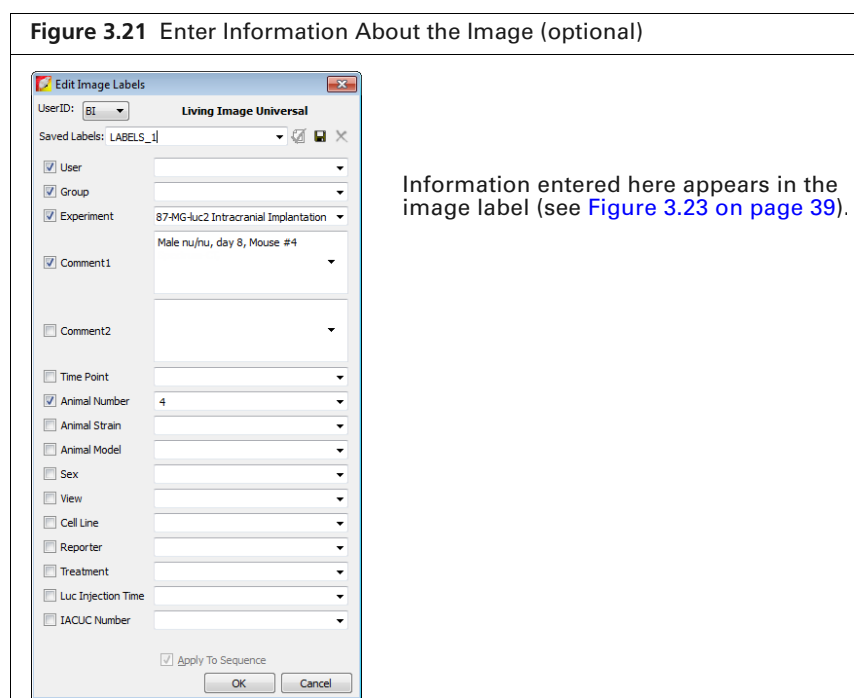 Figure 3.21 Enter Information About the Image (optional)
Edit Image Labels
UserID: BI Living Image Universal
Saved Labels: LABELS_1
User
Group
Experiment 87-MG-luc2 Intracranial Implantation
Comment1 Male nu/nu, day 8, Mouse #4
Comment2
Time Point
Animal Number 4
Animal Strain
Animal Model
Sex
View
Cell Line
Reporter
Treatment
Luc Injection Time
IACUC Number
Apply To Sequence
OK Cancel
Information entered here appears in the
image label (see Figure 3.23 on page 39).